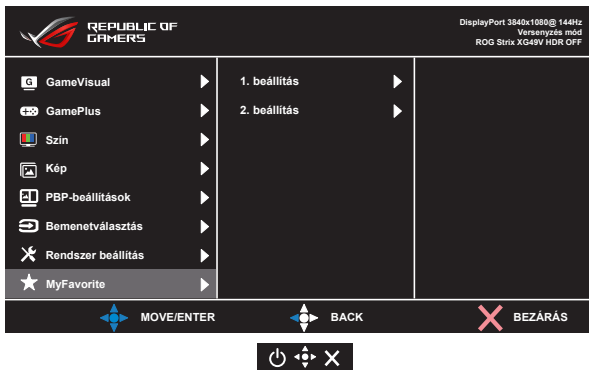 REPUBLIC OF
GAMERS
DisplayPort 3840x1080@ 144Hz
Versenyzés mód
ROG Strix XG49V HDR OFF
G GameVisual
GamePlus
Szín
Kép
PBP-beállítások
Bemenetválasztás
Rendszer beállítás
MyFavorite
1. beállítás
2. beállítás
MOVE/ENTER
BACK
BEZÁRÁS